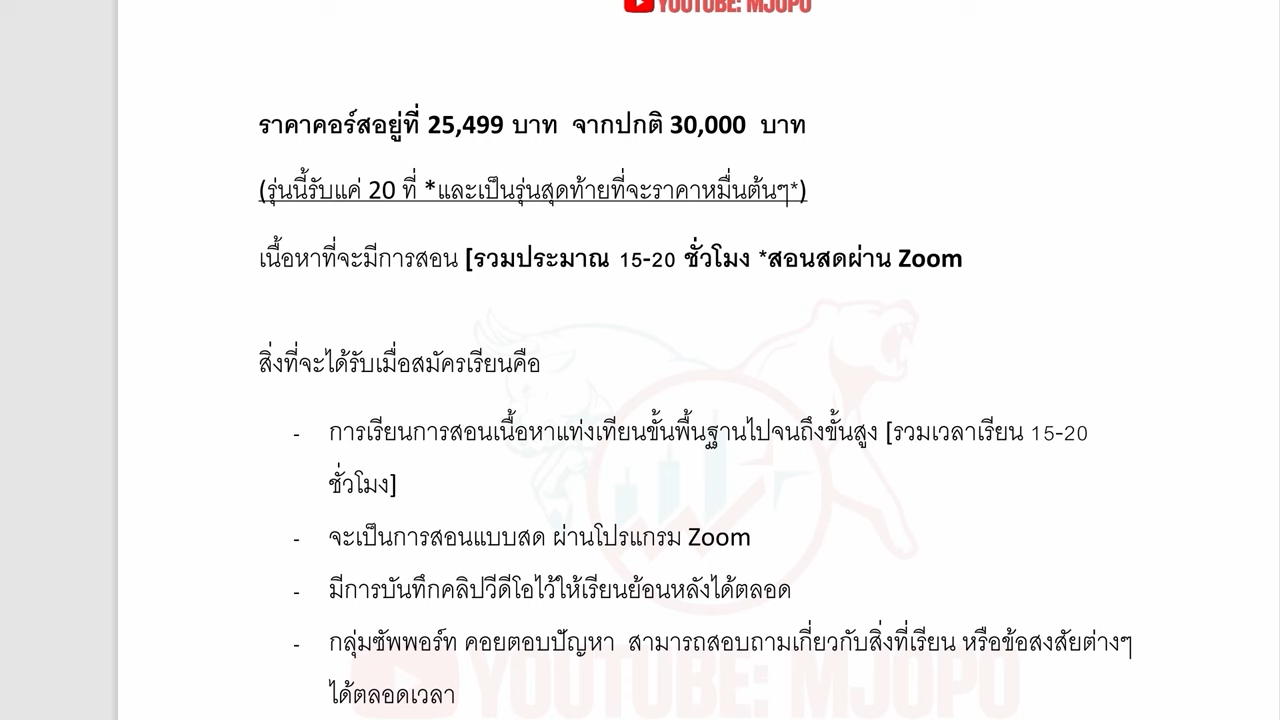 YOUTUBE: MJOPU
ราคาคอร์สอยู่ที่ 25,499 บาท จากปกติ 30,000 บาท
(รุ่นนี้รับแค่ 20 ที่ *และเป็นรุ่นสุดท้ายที่จะราคาหมื่นต้นๆ*)
เนื้อหาที่จะมีการสอน [รวมประมาณ 15-20 ชั่วโมง *สอนสดผ่าน Zoom
สิ่งที่จะได้รับเมื่อสมัครเรียนคือ
- การเรียนการสอนเนื้อหาแท่งเทียนขั้นพื้นฐานไปจนถึงขั้นสูง [รวมเวลาเรียน 15-20
ชั่วโมง]
- จะเป็นการสอนแบบสด ผ่านโปรแกรม Zoom
- มีการบันทึกคลิปวีดีโอไว้ให้เรียนย้อนหลังได้ตลอด
- กลุ่มซัพพอร์ท คอยตอบปัญหา สามารถสอบถามเกี่ยวกับสิ่งที่เรียน หรือข้อสงสัยต่างๆ
ได้ตลอดเวลา
YOUTUBE: MJOPU